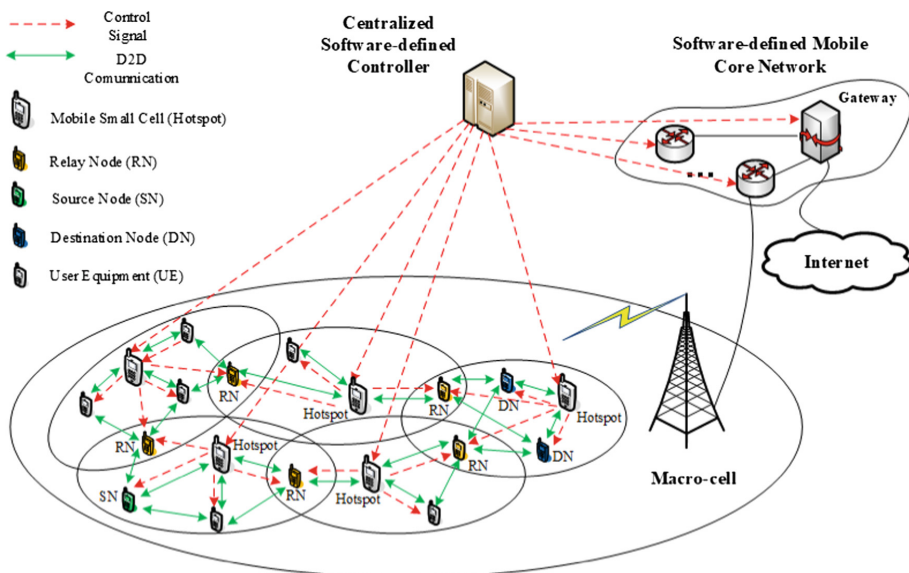 Control
Signal
D2D
Comunnication
Mobile Small Cell (Hotspot)
Relay Node (RN)
Source Node (SN)
Destination Node (DN)
User Equipment (UE)
Centralized
Software-defined
Controller
Software-defined Mobile
Core Network
Gateway
...
Internet
Macro-cell
RN
Hotspot
RN
DN
Hotspot
RN
Hotspot
RN
DN
SN
RN
Hotspot